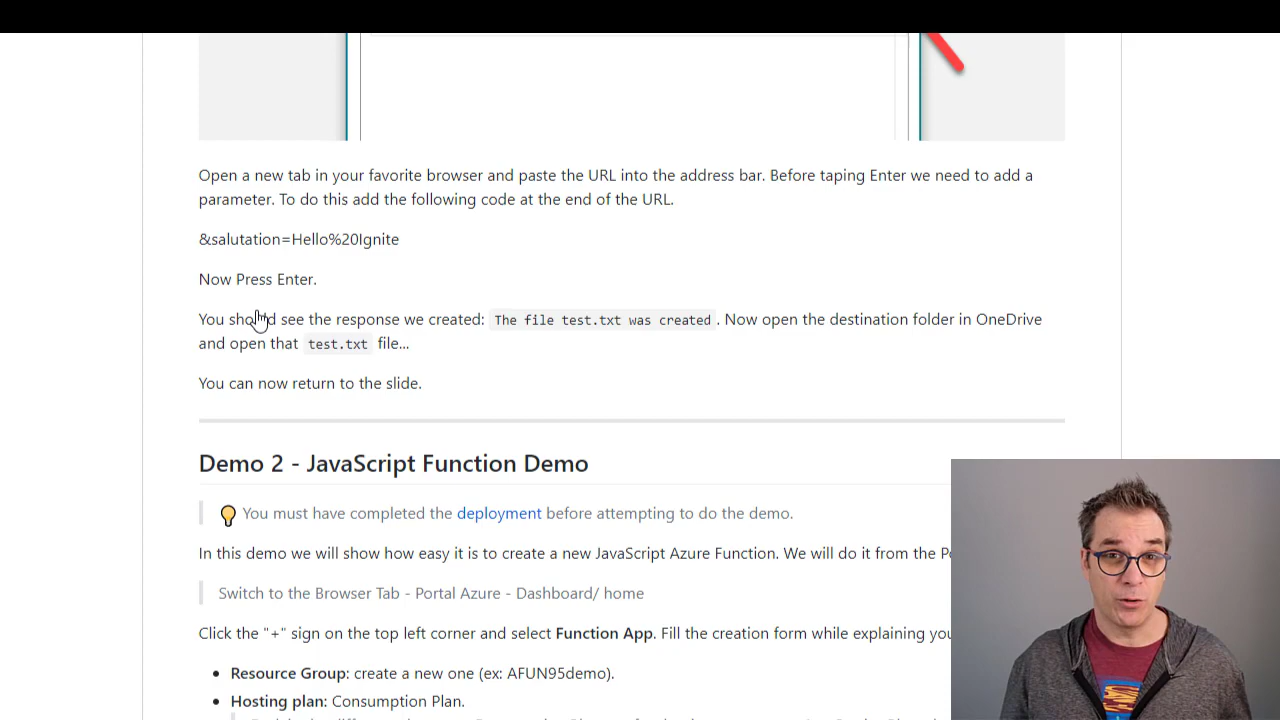 Open a new tab in your favorite browser and paste the URL into the address bar. Before taping Enter we need to add a
parameter. To do this add the following code at the end of the URL.
&salutation=Hello%20Ignite
Now Press Enter.
You should see the response we created: The file test.txt was created . Now open the destination folder in OneDrive
and open that test.txt file...
You can now return to the slide.
Demo 2 - JavaScript Function Demo
You must have completed the deployment before attempting to do the demo.
In this demo we will show how easy it is to create a new JavaScript Azure Function. We will do it from the
Switch to the Browser Tab - Portal Azure - Dashboard/ home
Click the "+" sign on the top left corner and select Function App. Fill the creation form while explaining
Resource Group: create a new one (ex: AFUN95demo).
Hosting plan: Consumption Plan.